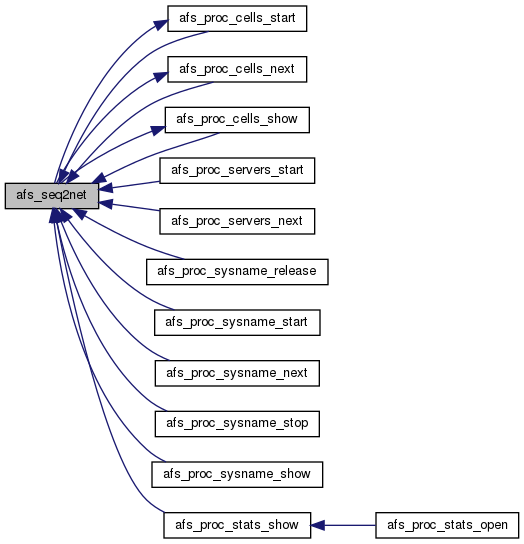 afs_proc_cells_start
afs_proc_cells_next
afs_proc_cells_show
afs_proc_servers_start
afs_seq2net
afs_proc_servers_next
afs_proc_sysname_release
afs_proc_sysname_start
afs_proc_sysname_next
afs_proc_sysname_stop
afs_proc_sysname_show
afs_proc_stats_show
afs_proc_stats_open